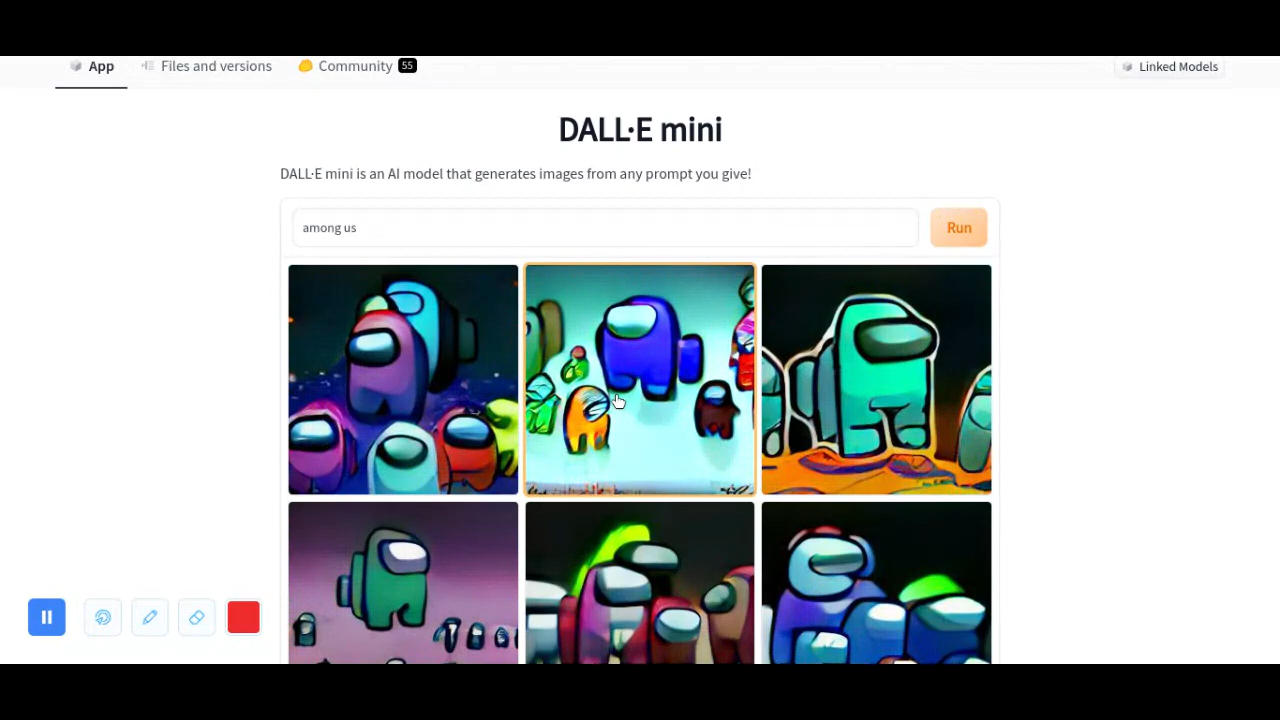 App Files and versions Community 55 Linked Models
DALL·E mini
DALL·E mini is an AI model that generates images from any prompt you give!
among us Run